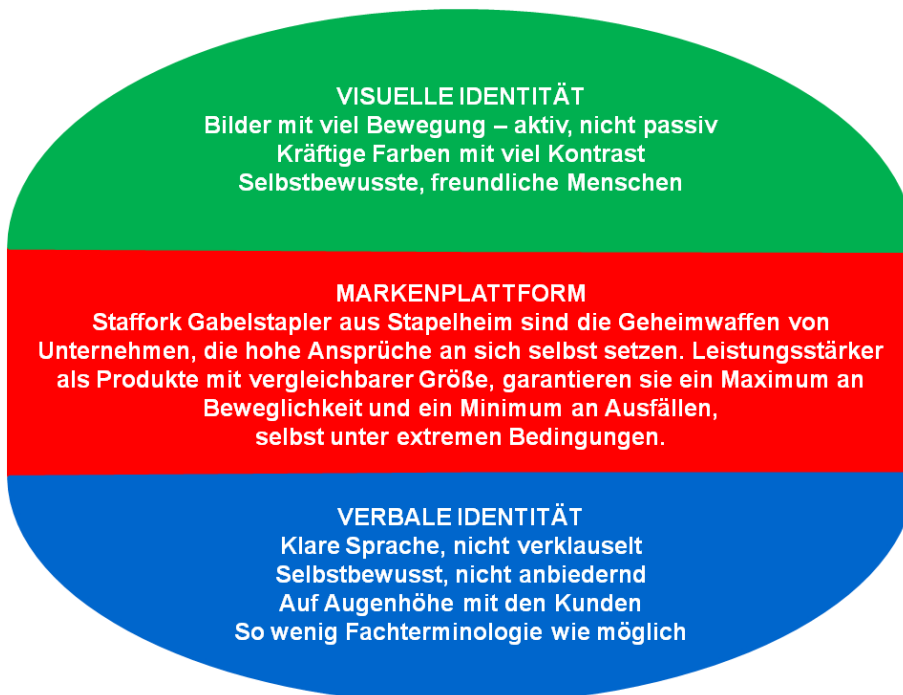 VISUELLE IDENTITÄT
Bilder mit viel Bewegung – aktiv, nicht passiv
Kräftige Farben mit viel Kontrast
Selbstbewusste, freundliche Menschen
MARKENPLATTFORM
Staffork Gabelstapler aus Stapelheim sind die Geheimwaffen von
Unternehmen, die hohe Ansprüche an sich selbst setzen. Leistungsstärker
als Produkte mit vergleichbarer Größe, garantieren sie ein Maximum an
Beweglichkeit und ein Minimum an Ausfällen,
selbst unter extremen Bedingungen.
VERBALE IDENTITÄT
Klare Sprache, nicht verklauselt
Selbstbewusst, nicht anbiedernd
Auf Augenhöhe mit den Kunden
So wenig Fachterminologie wie möglich